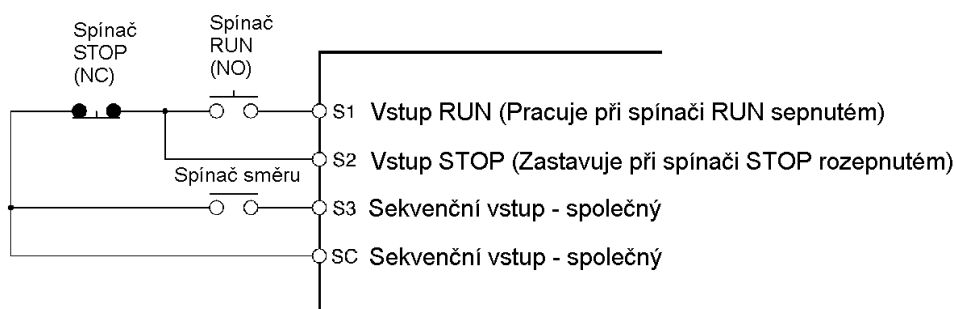 Spínač
STOP
(NC)
Spínač
RUN
(NO)
S1 Vstup RUN (Pracuje při spínači RUN sepnutém)
S2 Vstup STOP (Zastavuje při spínači STOP rozepnutém)
Spínač směru
S3 Sekvenční vstup - společný
SC Sekvenční vstup - společný